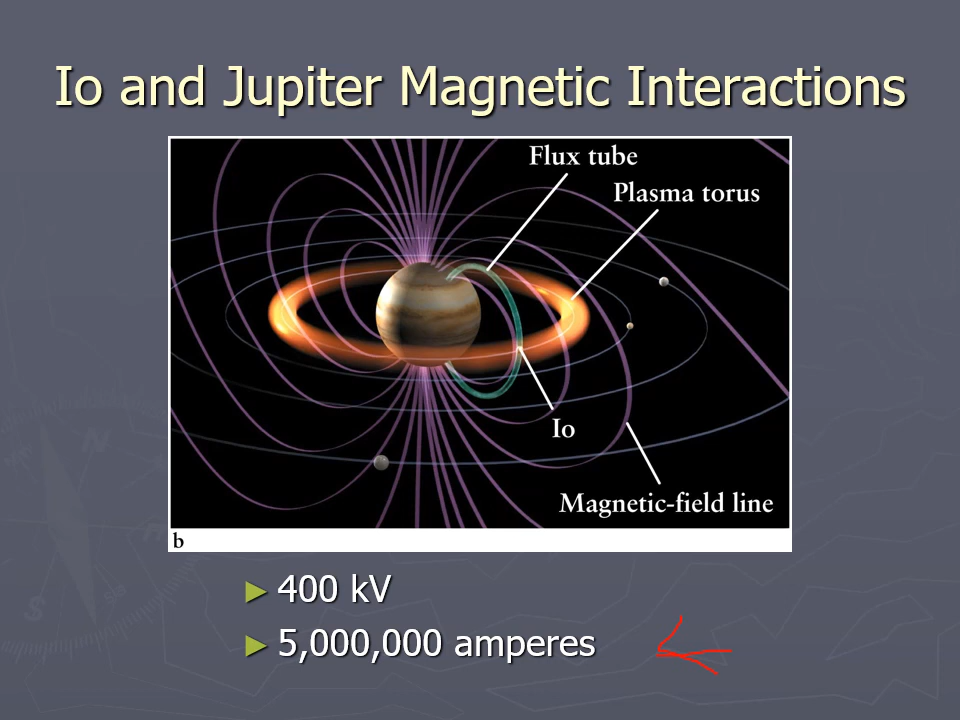 Io and Jupiter Magnetic Interactions
Flux tube
Plasma torus
Io
Magnetic-field line
b
► 400 kV
► 5,000,000 amperes